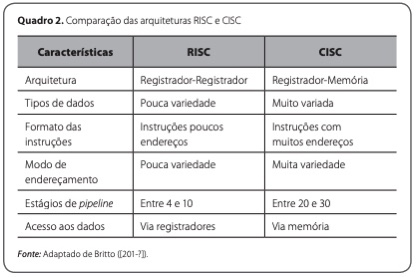 Quadro 2. Comparação das arquiteturas RISC e CISC
Características RISC CISC
Arquitetura Registrador-Registrador Registrador-Memória
Tipos de dados Pouca variedade Muito variada
Formato das instruções Instruções poucos endereços Instruções com muitos endereços
Modo de endereçamento Pouca variedade Muita variedade
Estágios de pipeline Entre 4 e 10 Entre 20 e 30
Acesso aos dados Via registradores Via memória
Fonte: Adaptado de Britto ([201-?]).